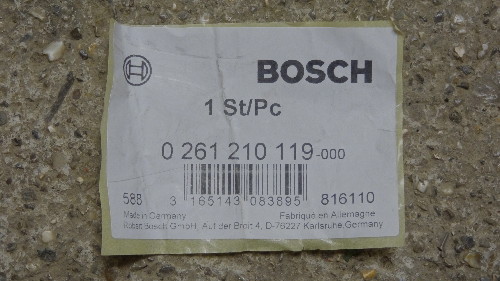 BOSCH
1 St/Pc
0 261 210 119-000
588 3 165143 083895 816110
Made in Germany Fabriqué en Allemagne
Robert Bosch GmbH, Auf der Breit 4, D-76227 Karlsruhe, Germany